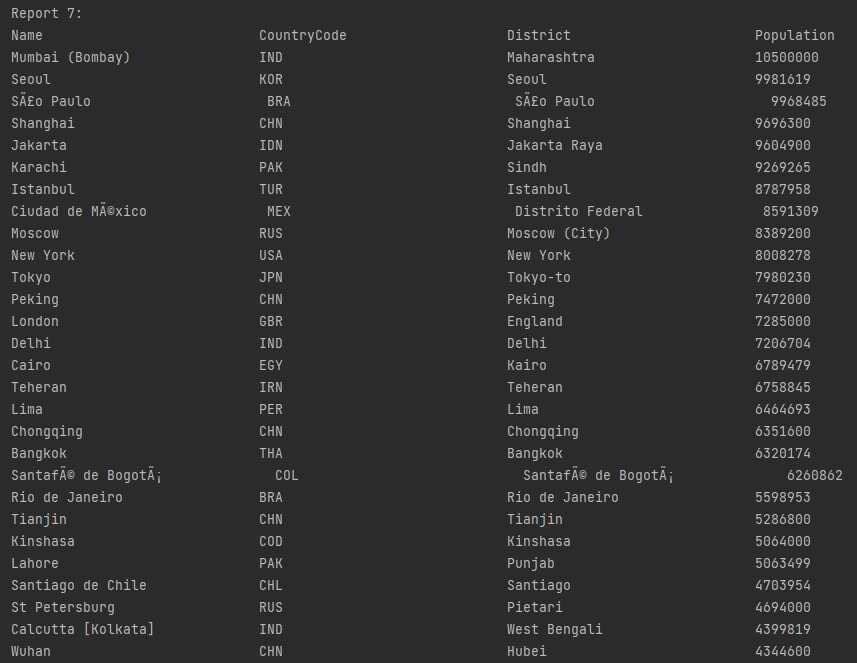 Report 7:
Name CountryCode District Population
Mumbai (Bombay) IND Maharashtra 10500000
Seoul KOR Seoul 9981619
SÃ£o Paulo BRA SÃ£o Paulo 9968485
Shanghai CHN Shanghai 9696300
Jakarta IDN Jakarta Raya 9604900
Karachi PAK Sindh 9269265
Istanbul TUR Istanbul 8787958
Ciudad de MÃ©xico MEX Distrito Federal 8591309
Moscow RUS Moscow (City) 8389200
New York USA New York 8008278
Tokyo JPN Tokyo-to 7980230
Peking CHN Peking 7472000
London GBR England 7285000
Delhi IND Delhi 7206704
Cairo EGY Kairo 6789479
Teheran IRN Teheran 6758845
Lima PER Lima 6464693
Chongqing CHN Chongqing 6351600
Bangkok THA Bangkok 6320174
SantafÃ© de BogotÃ¡ COL SantafÃ© de BogotÃ¡ 6260862
Rio de Janeiro BRA Rio de Janeiro 5598953
Tianjin CHN Tianjin 5286800
Kinshasa COD Kinshasa 5064000
Lahore PAK Punjab 5063499
Santiago de Chile CHL Santiago 4703954
St Petersburg RUS Pietari 4694000
Calcutta [Kolkata] IND West Bengali 4399819
Wuhan CHN Hubei 4344600